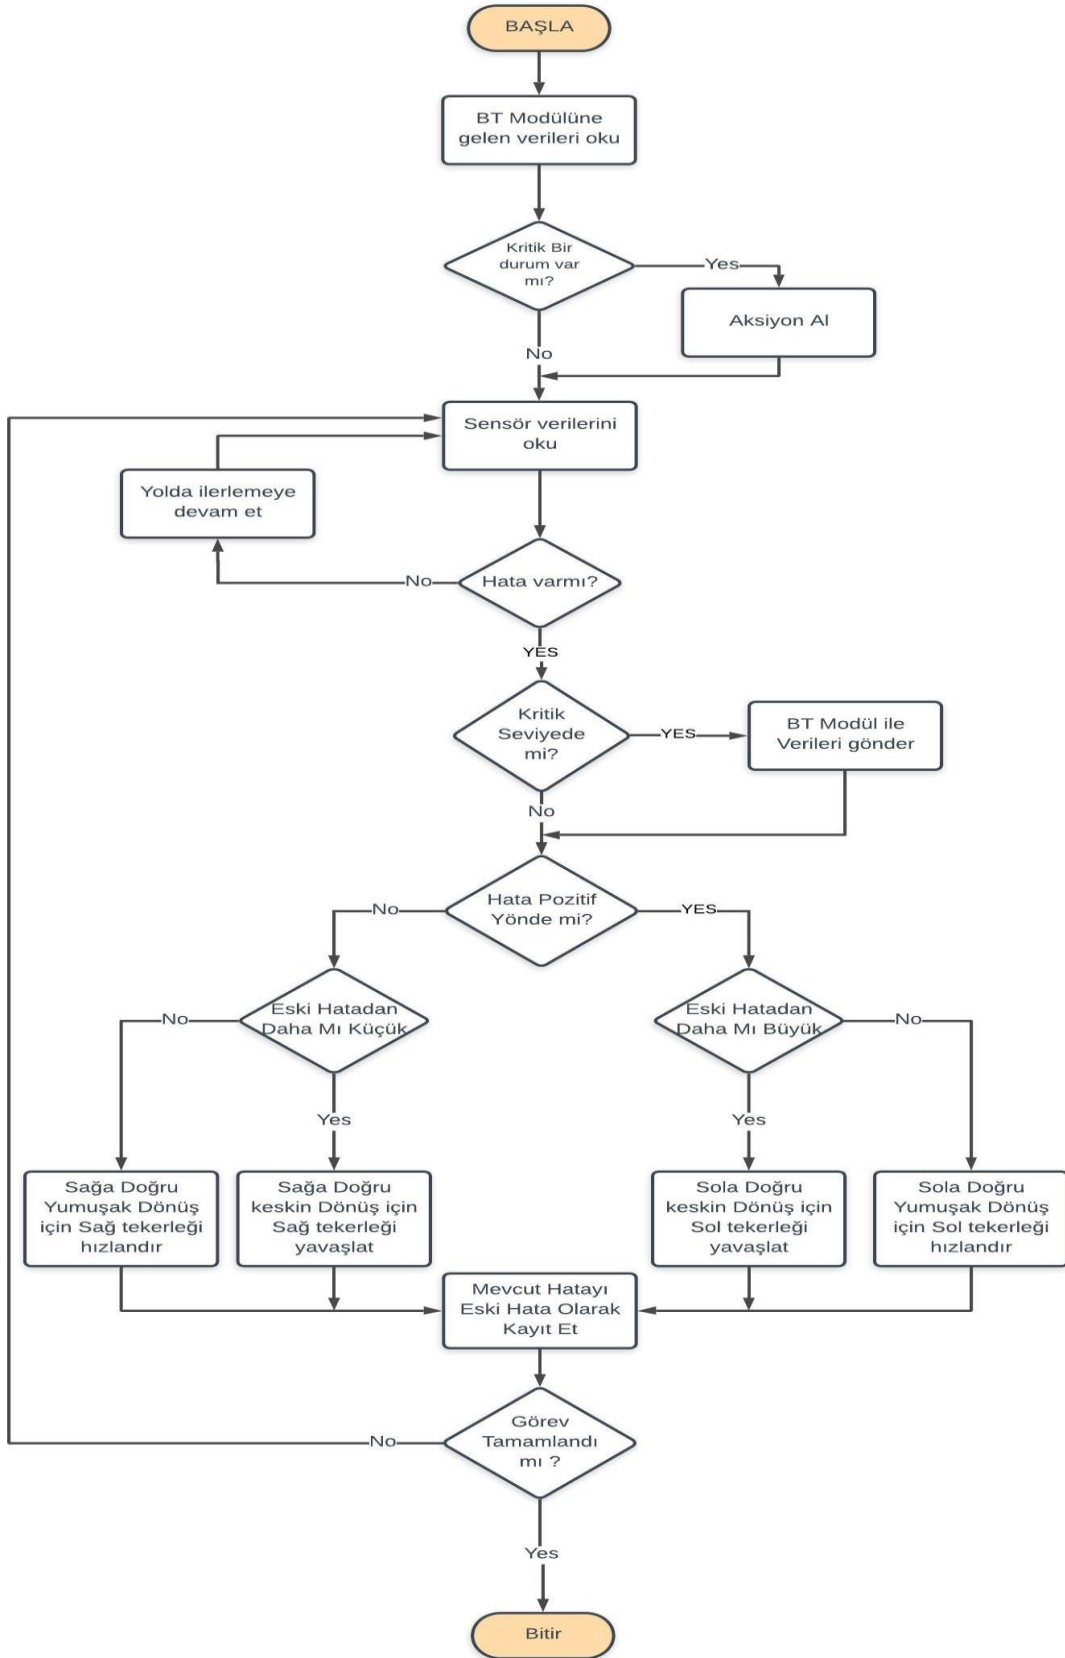 BAŞLA
BT Modülüne
gelen verileri oku
Kritik Bir
durum var
mı?
Yes
Aksiyon Al
No
Sensör verilerini
oku
Yolda ilerlemeye
devam et
No
Hata varmı?
YES
Kritik
Seviyede
mi?
YES
BT Modül ile
Verileri gönder
No
Hata Pozitif
Yönde mi?
No
YES
Eski Hatadan
Daha Mı Küçük
No
Yes
Eski Hatadan
Daha Mı Büyük
No
Yes
Sağa Doğru
Yumuşak Dönüş
için Sağ tekerleği
hızlandır
Sağa Doğru
keskin Dönüş için
Sağ tekerleği
yavaşlat
Sola Doğru
keskin Dönüş için
Sol tekerleği
yavaşlat
Sola Doğru
Yumuşak Dönüş
için Sol tekerleği
hızlandır
Mevcut Hatayı
Eski Hata Olarak
Kayıt Et
Görev
Tamamlandı
mı ?
No
Yes
Bitir